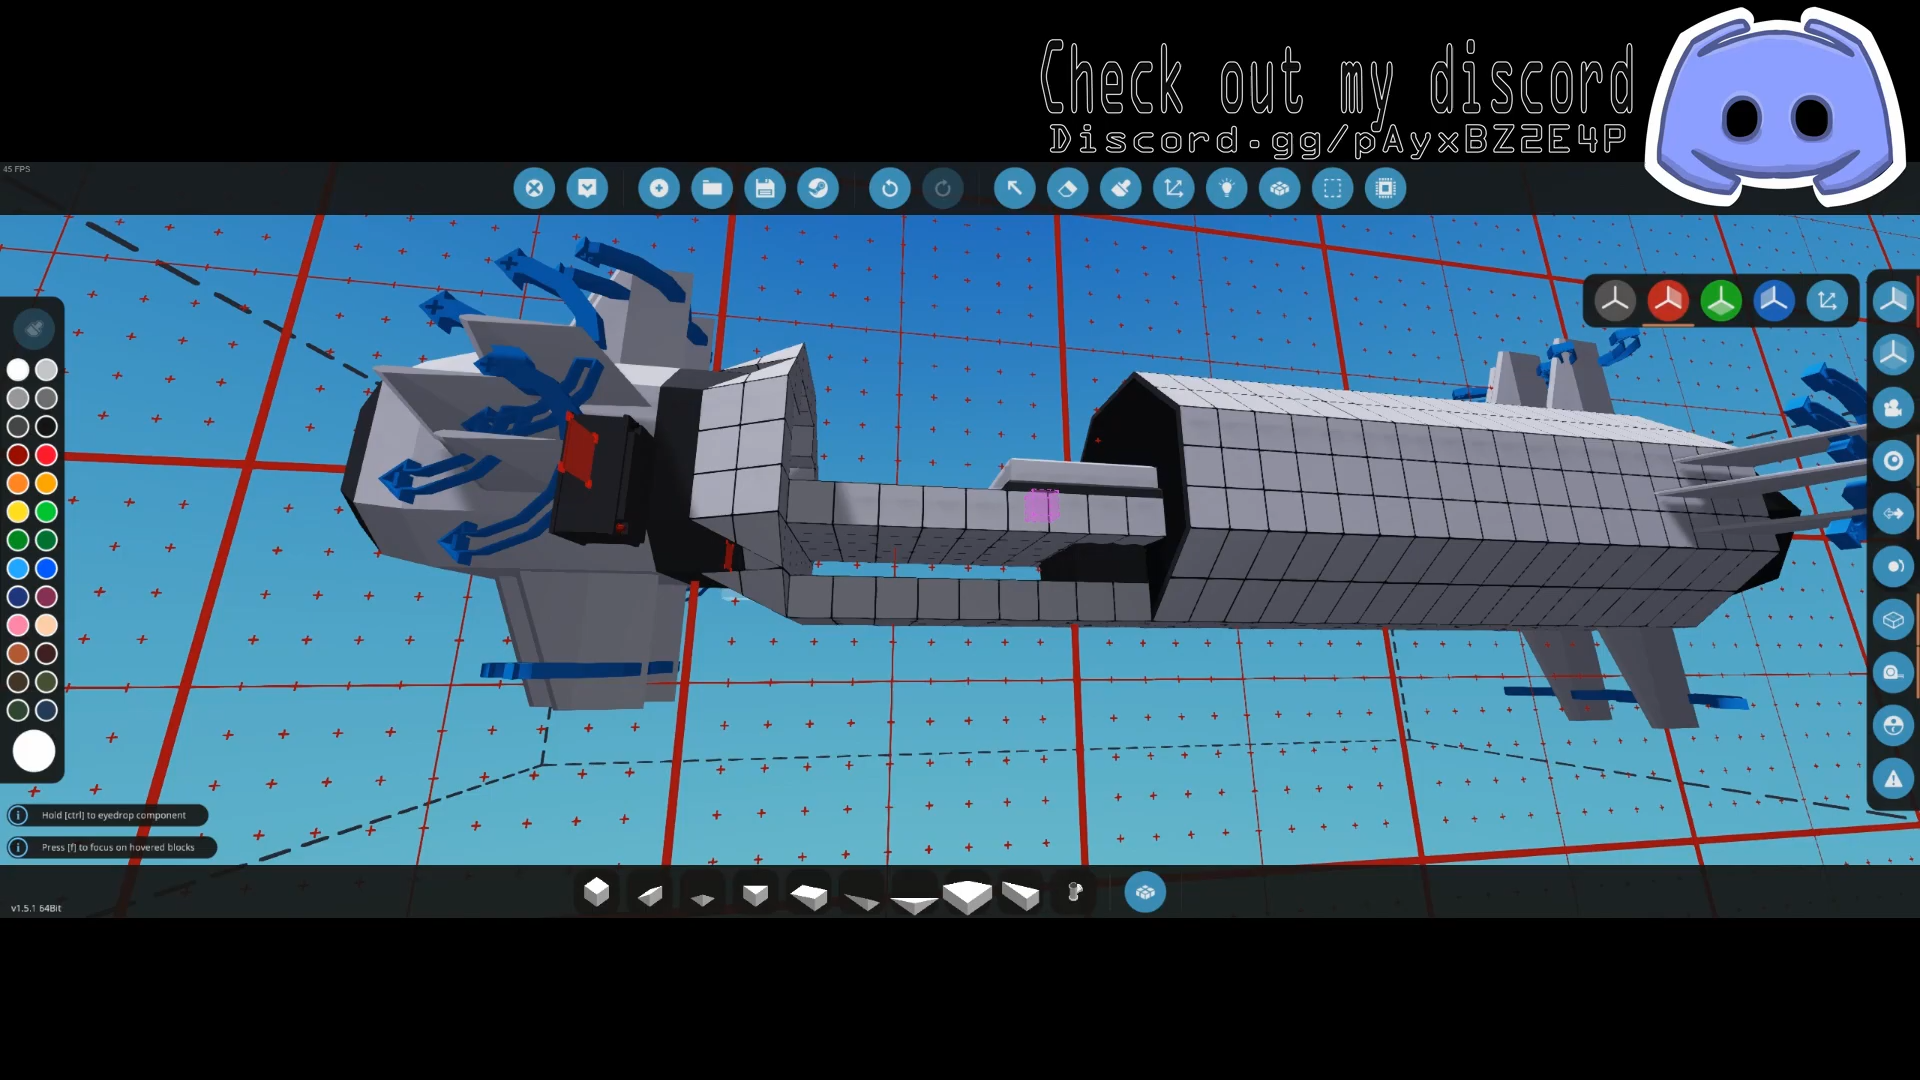 Check out my discord
Discord.gg/pAyxBZ2E4P
45 FPS
Hold [ctrl] to eyedrop component
Press [f] to focus on hovered blocks
v1.5.1 64Bit